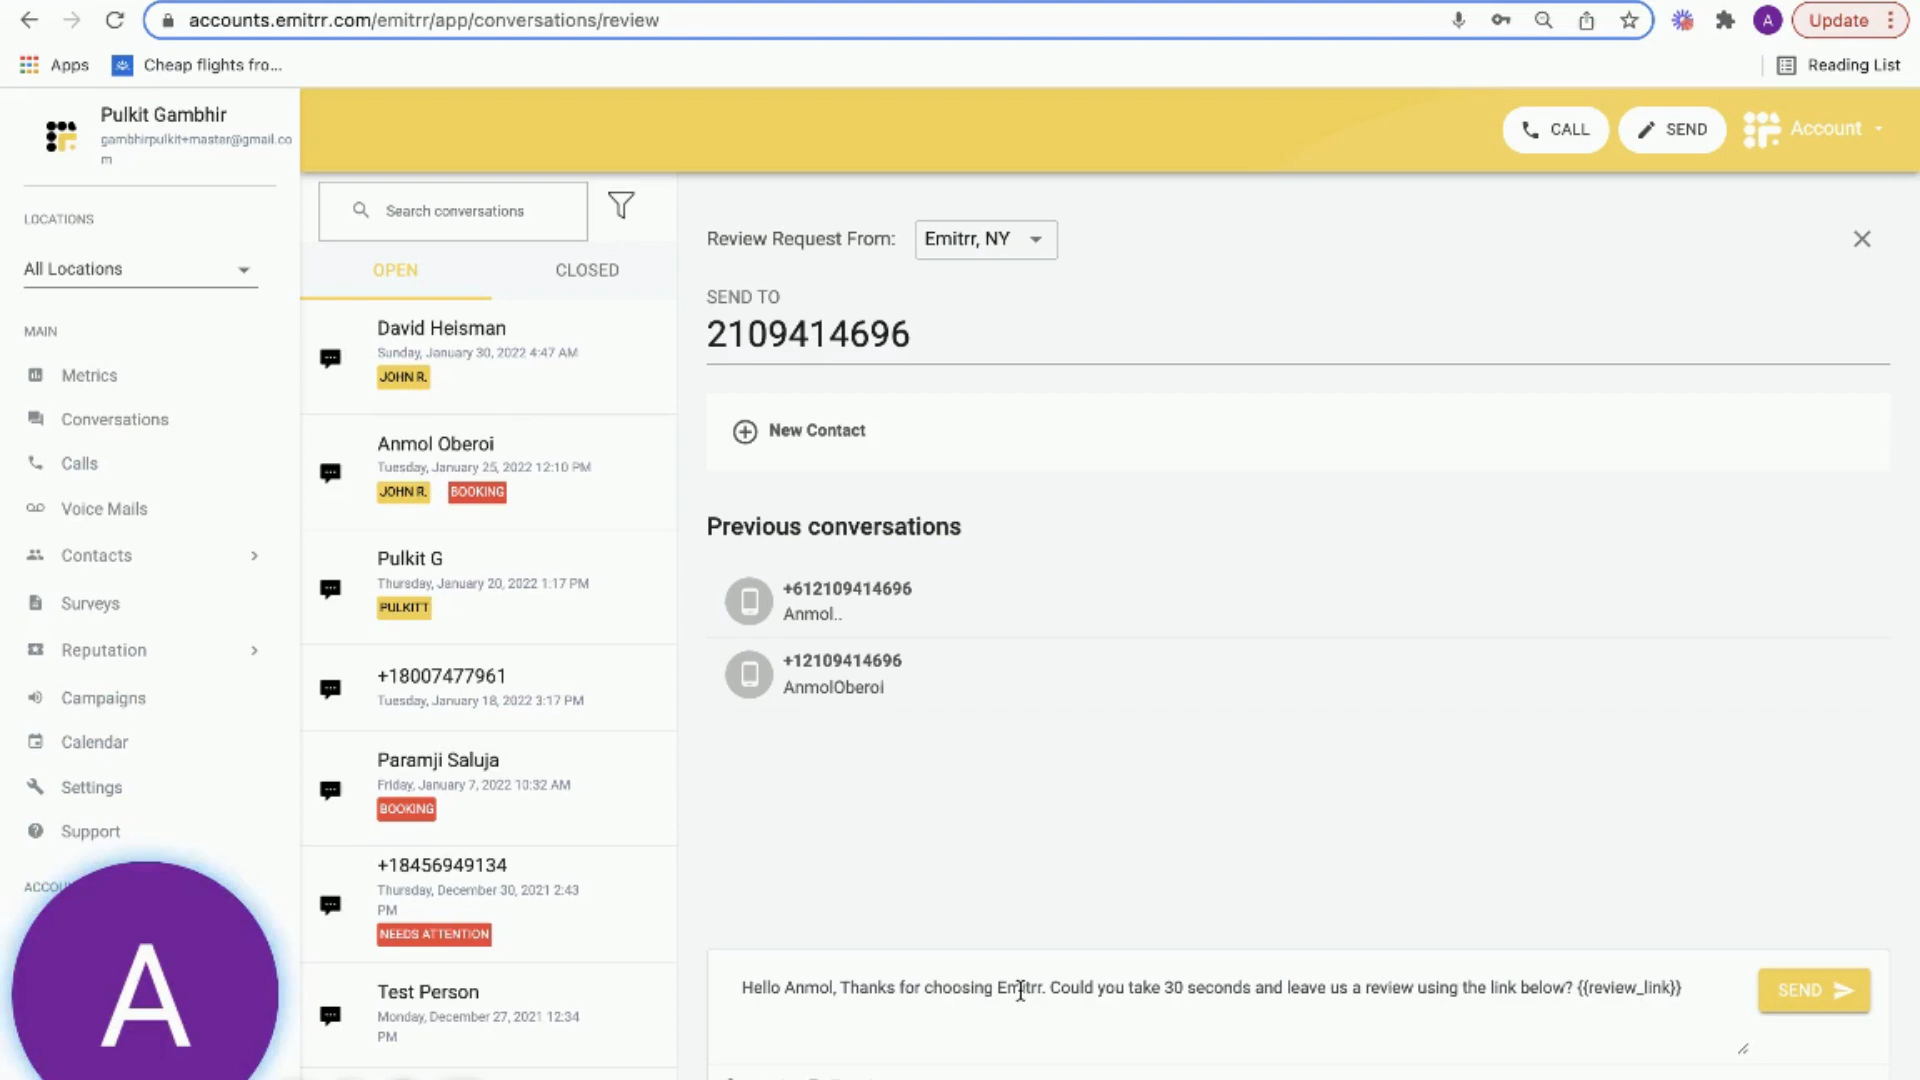 accounts.emitrr.com/emitrr/app/conversations/review
A
Update
Apps
Cheap flights fro...
Reading List
Pulkit Gambhir
gambhirpulkit+master@gmail.co
m
CALL
SEND
Account
LOCATIONS
All Locations
MAIN
Metrics
Conversations
Calls
Voice Mails
Contacts
Surveys
Reputation
Campaigns
Calendar
Settings
Support
A
Search conversations
OPEN
CLOSED
David Heisman
Sunday, January 30, 2022 4:47 AM
JOHN R.
Anmol Oberoi
Tuesday, January 25, 2022 12:10 PM
JOHN R.
BOOKING
Pulkit G
Thursday, January 20, 2022 1:17 PM
PULKITT
+18007477961
Tuesday, January 18, 2022 3:17 PM
Paramji Saluja
Friday, January 7, 2022 10:32 AM
BOOKING
+18456949134
Thursday, December 30, 2021 2:43
PM
NEEDS ATTENTION
Test Person
Monday, December 27, 2021 12:34
PM
Review Request From:
Emitrr, NY
SEND TO
2109414696
New Contact
Previous conversations
+612109414696
Anmol..
+12109414696
AnmolOberoi
Hello Anmol, Thanks for choosing Emitrr. Could you take 30 seconds and leave us a review using the link below? {{review_link}}
SEND